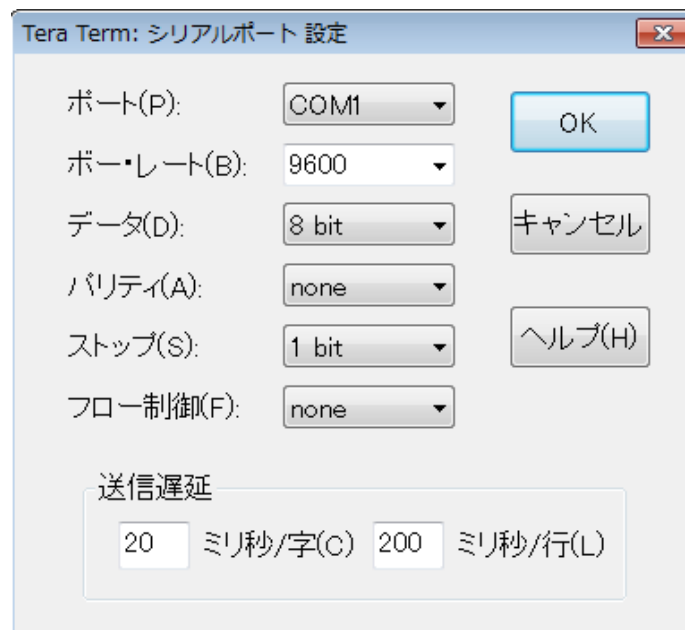 Tera Term: シリアルポート 設定
ポート(P): COM1
OK
ボー・レート(B): 9600
データ(D): 8 bit
キャンセル
パリティ(A): none
ストップ(S): 1 bit
ヘルプ(H)
フロー制御(F): none
送信遅延
20 ミリ秒/字(C) 200 ミリ秒/行(L)